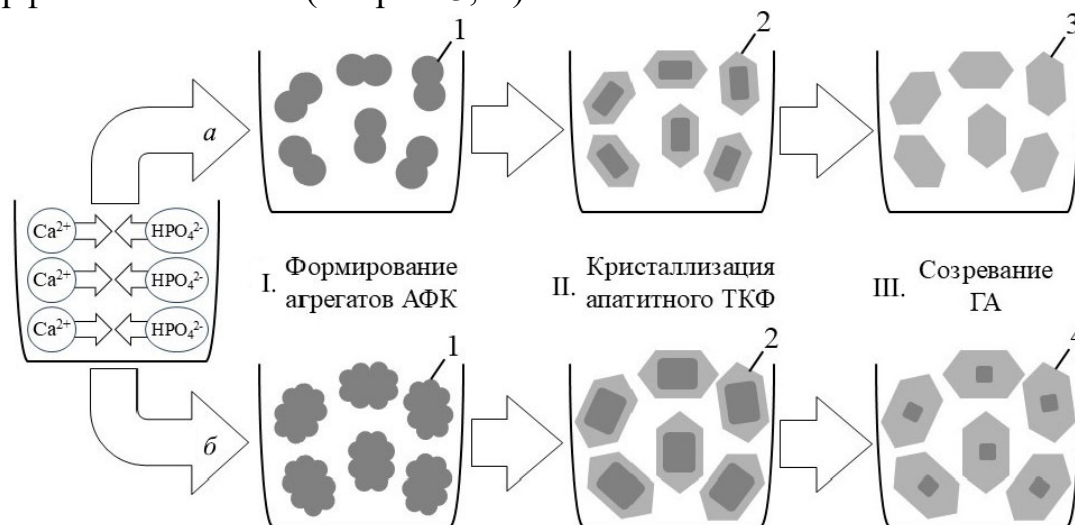 1
2
3
а
Ca²⁺
HPO₄²⁻
Ca²⁺
HPO₄²⁻
Ca²⁺
HPO₄²⁻
I. Формирование
агрегатов АФК
II. Кристаллизация
апатитного ТКФ
III. Созревание
ГА
1
2
4
б